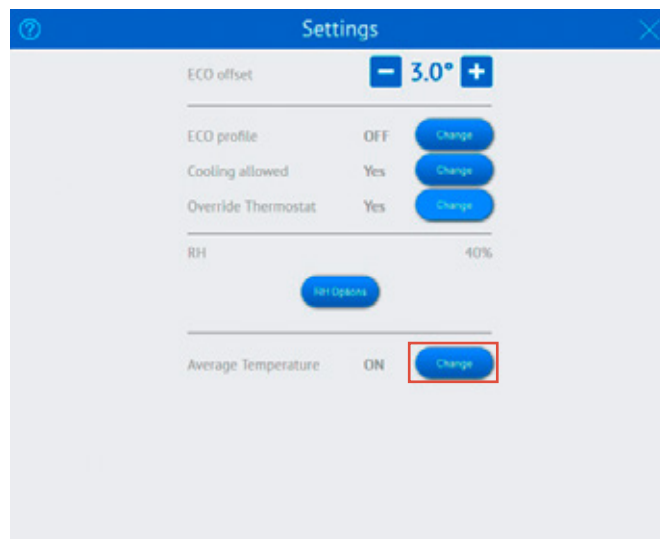 ? Settings
ECO offset 3.0°
ECO profile OFF Change
Cooling allowed Yes Change
Override Thermostat Yes Change
RH 40%
RH Options
Average Temperature ON Change